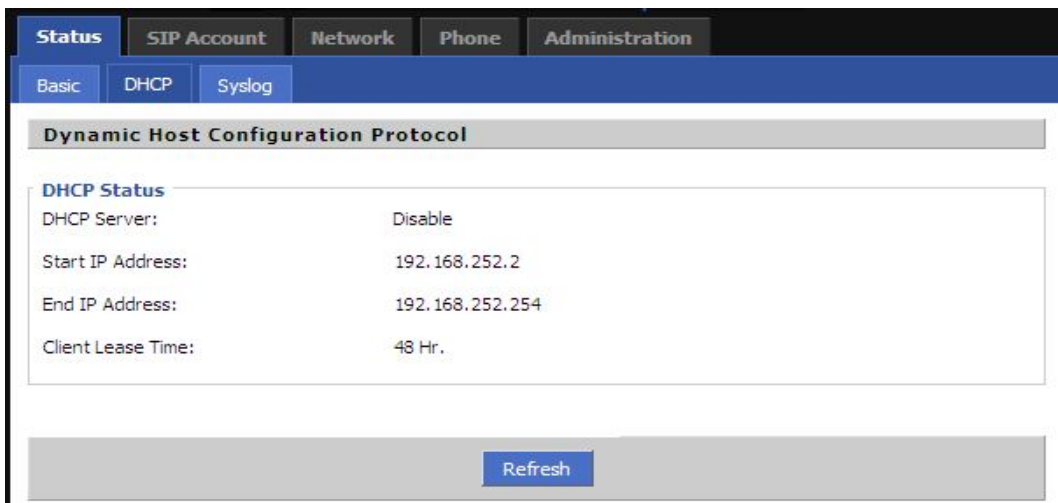 Status SIP Account Network Phone Administration
Basic DHCP Syslog
Dynamic Host Configuration Protocol
DHCP Status
DHCP Server: Disable
Start IP Address: 192.168.252.2
End IP Address: 192.168.252.254
Client Lease Time: 48 Hr.
Refresh